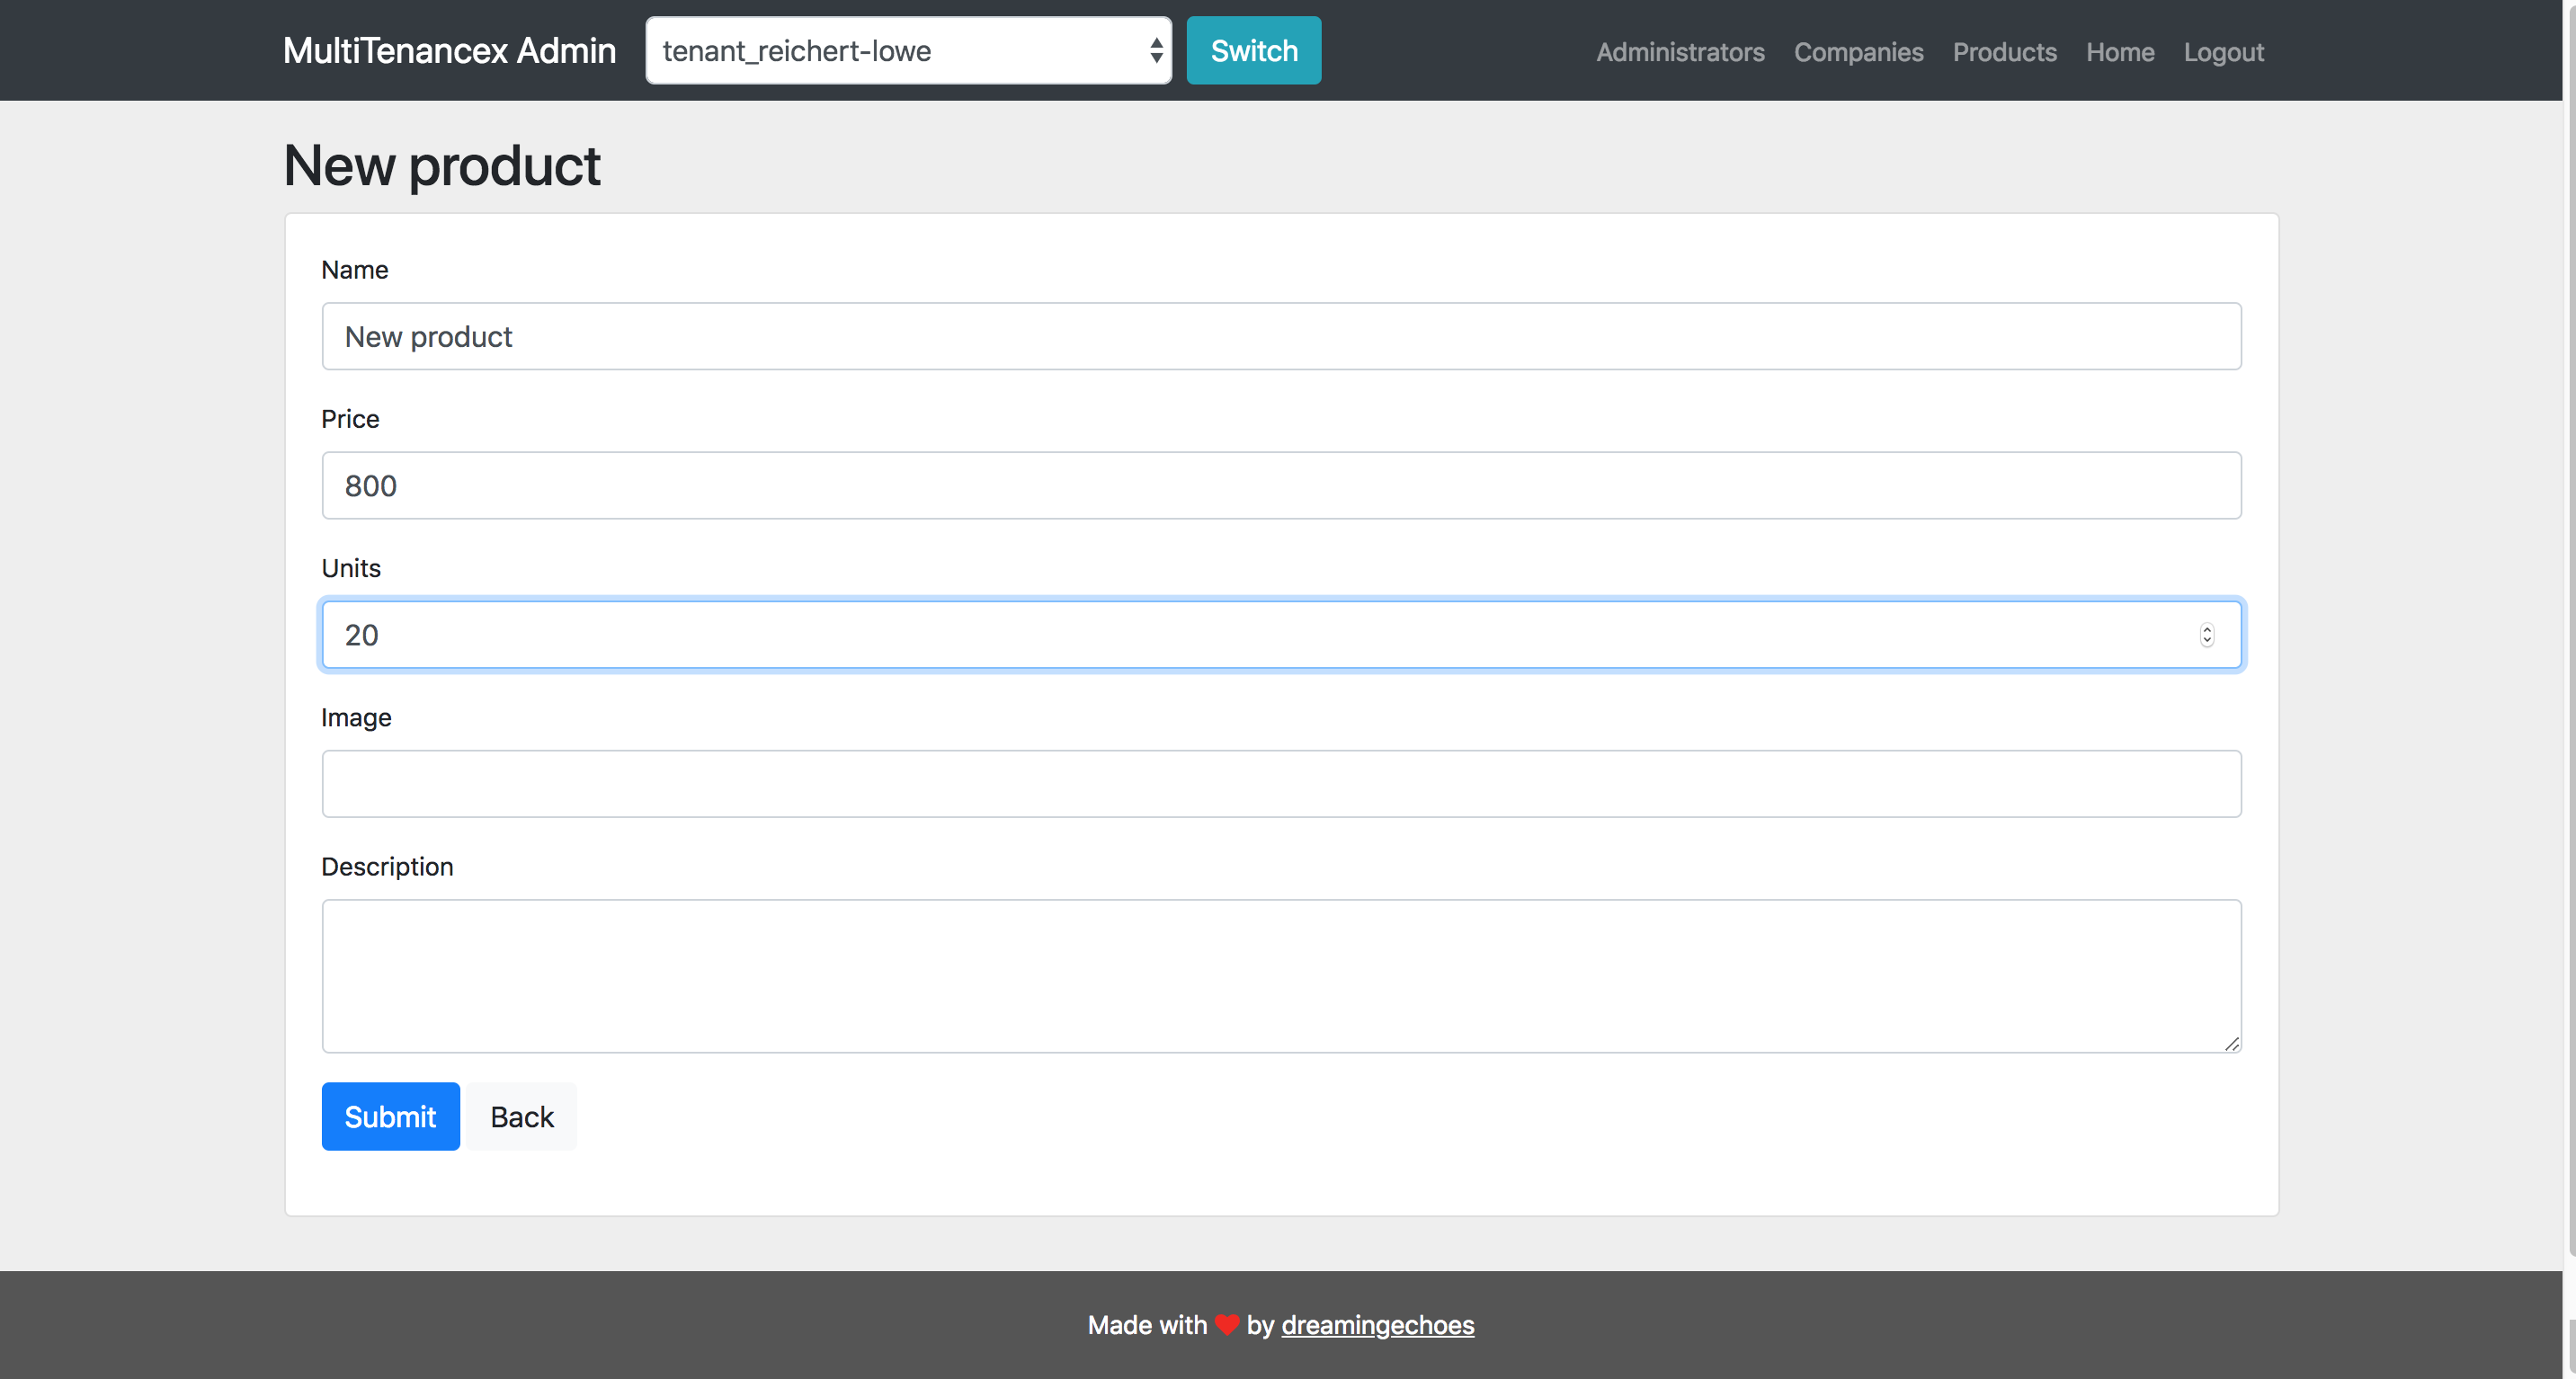 MultiTenancex Admin
tenant_reichert-lowe
Switch
Administrators Companies Products Home Logout
New product
Name
New product
Price
800
Units
20
Image
Description
Submit
Back
Made with ❤ by dreamingechoes